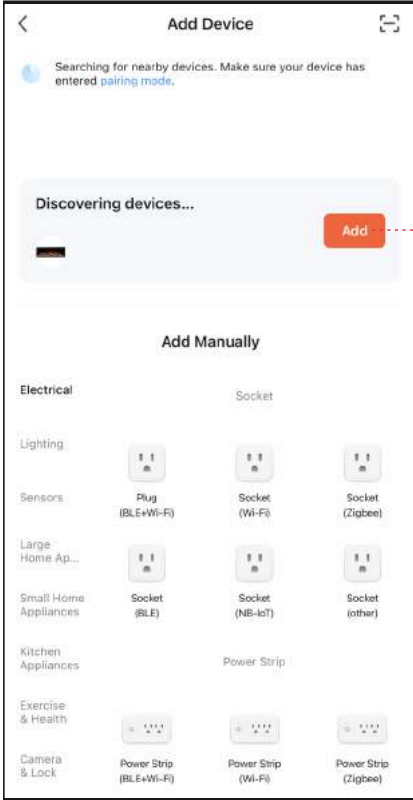 Add Device
Searching for nearby devices. Make sure your device has
entered pairing mode.
Discovering devices...
Add
Add Manually
Electrical
Socket
Lighting
Sensors
Plug
(BLE+Wi-Fi)
Socket
(Wi-Fi)
Socket
(Zigbee)
Large
Home Ap...
Small Home
Appliances
Socket
(BLE)
Socket
(NB-IoT)
Socket
(other)
Kitchen
Appliances
Power Strip
Exercise
& Health
Camera
& Lock
Power Strip
(BLE+Wi-Fi)
Power Strip
(Wi-Fi)
Power Strip
(Zigbee)